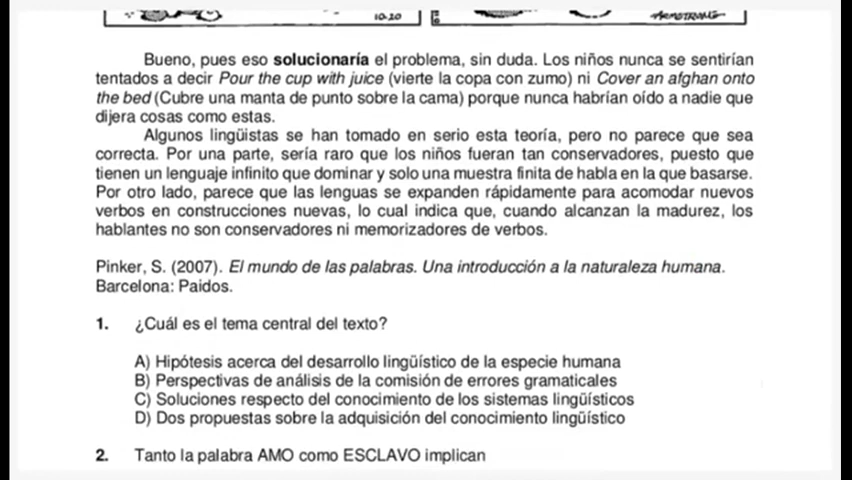 10-20
ARMSTRONG
Bueno, pues eso solucionaría el problema, sin duda. Los niños nunca se sentirían
tentados a decir Pour the cup with juice (vierte la copa con zumo) ni Cover an afghan onto
the bed (Cubre una manta de punto sobre la cama) porque nunca habrían oído a nadie que
dijera cosas como estas.
Algunos lingüistas se han tomado en serio esta teoría, pero no parece que sea
correcta. Por una parte, sería raro que los niños fueran tan conservadores, puesto que
tienen un lenguaje infinito que dominar y solo una muestra finita de habla en la que basarse.
Por otro lado, parece que las lenguas se expanden rápidamente para acomodar nuevos
verbos en construcciones nuevas, lo cual indica que, cuando alcanzan la madurez, los
hablantes no son conservadores ni memorizadores de verbos.
Pinker, S. (2007). El mundo de las palabras. Una introducción a la naturaleza humana.
Barcelona: Paidos.
1. ¿Cuál es el tema central del texto?
A) Hipótesis acerca del desarrollo lingüístico de la especie humana
B) Perspectivas de análisis de la comisión de errores gramaticales
C) Soluciones respecto del conocimiento de los sistemas lingüísticos
D) Dos propuestas sobre la adquisición del conocimiento lingüístico
2. Tanto la palabra AMO como ESCLAVO implican